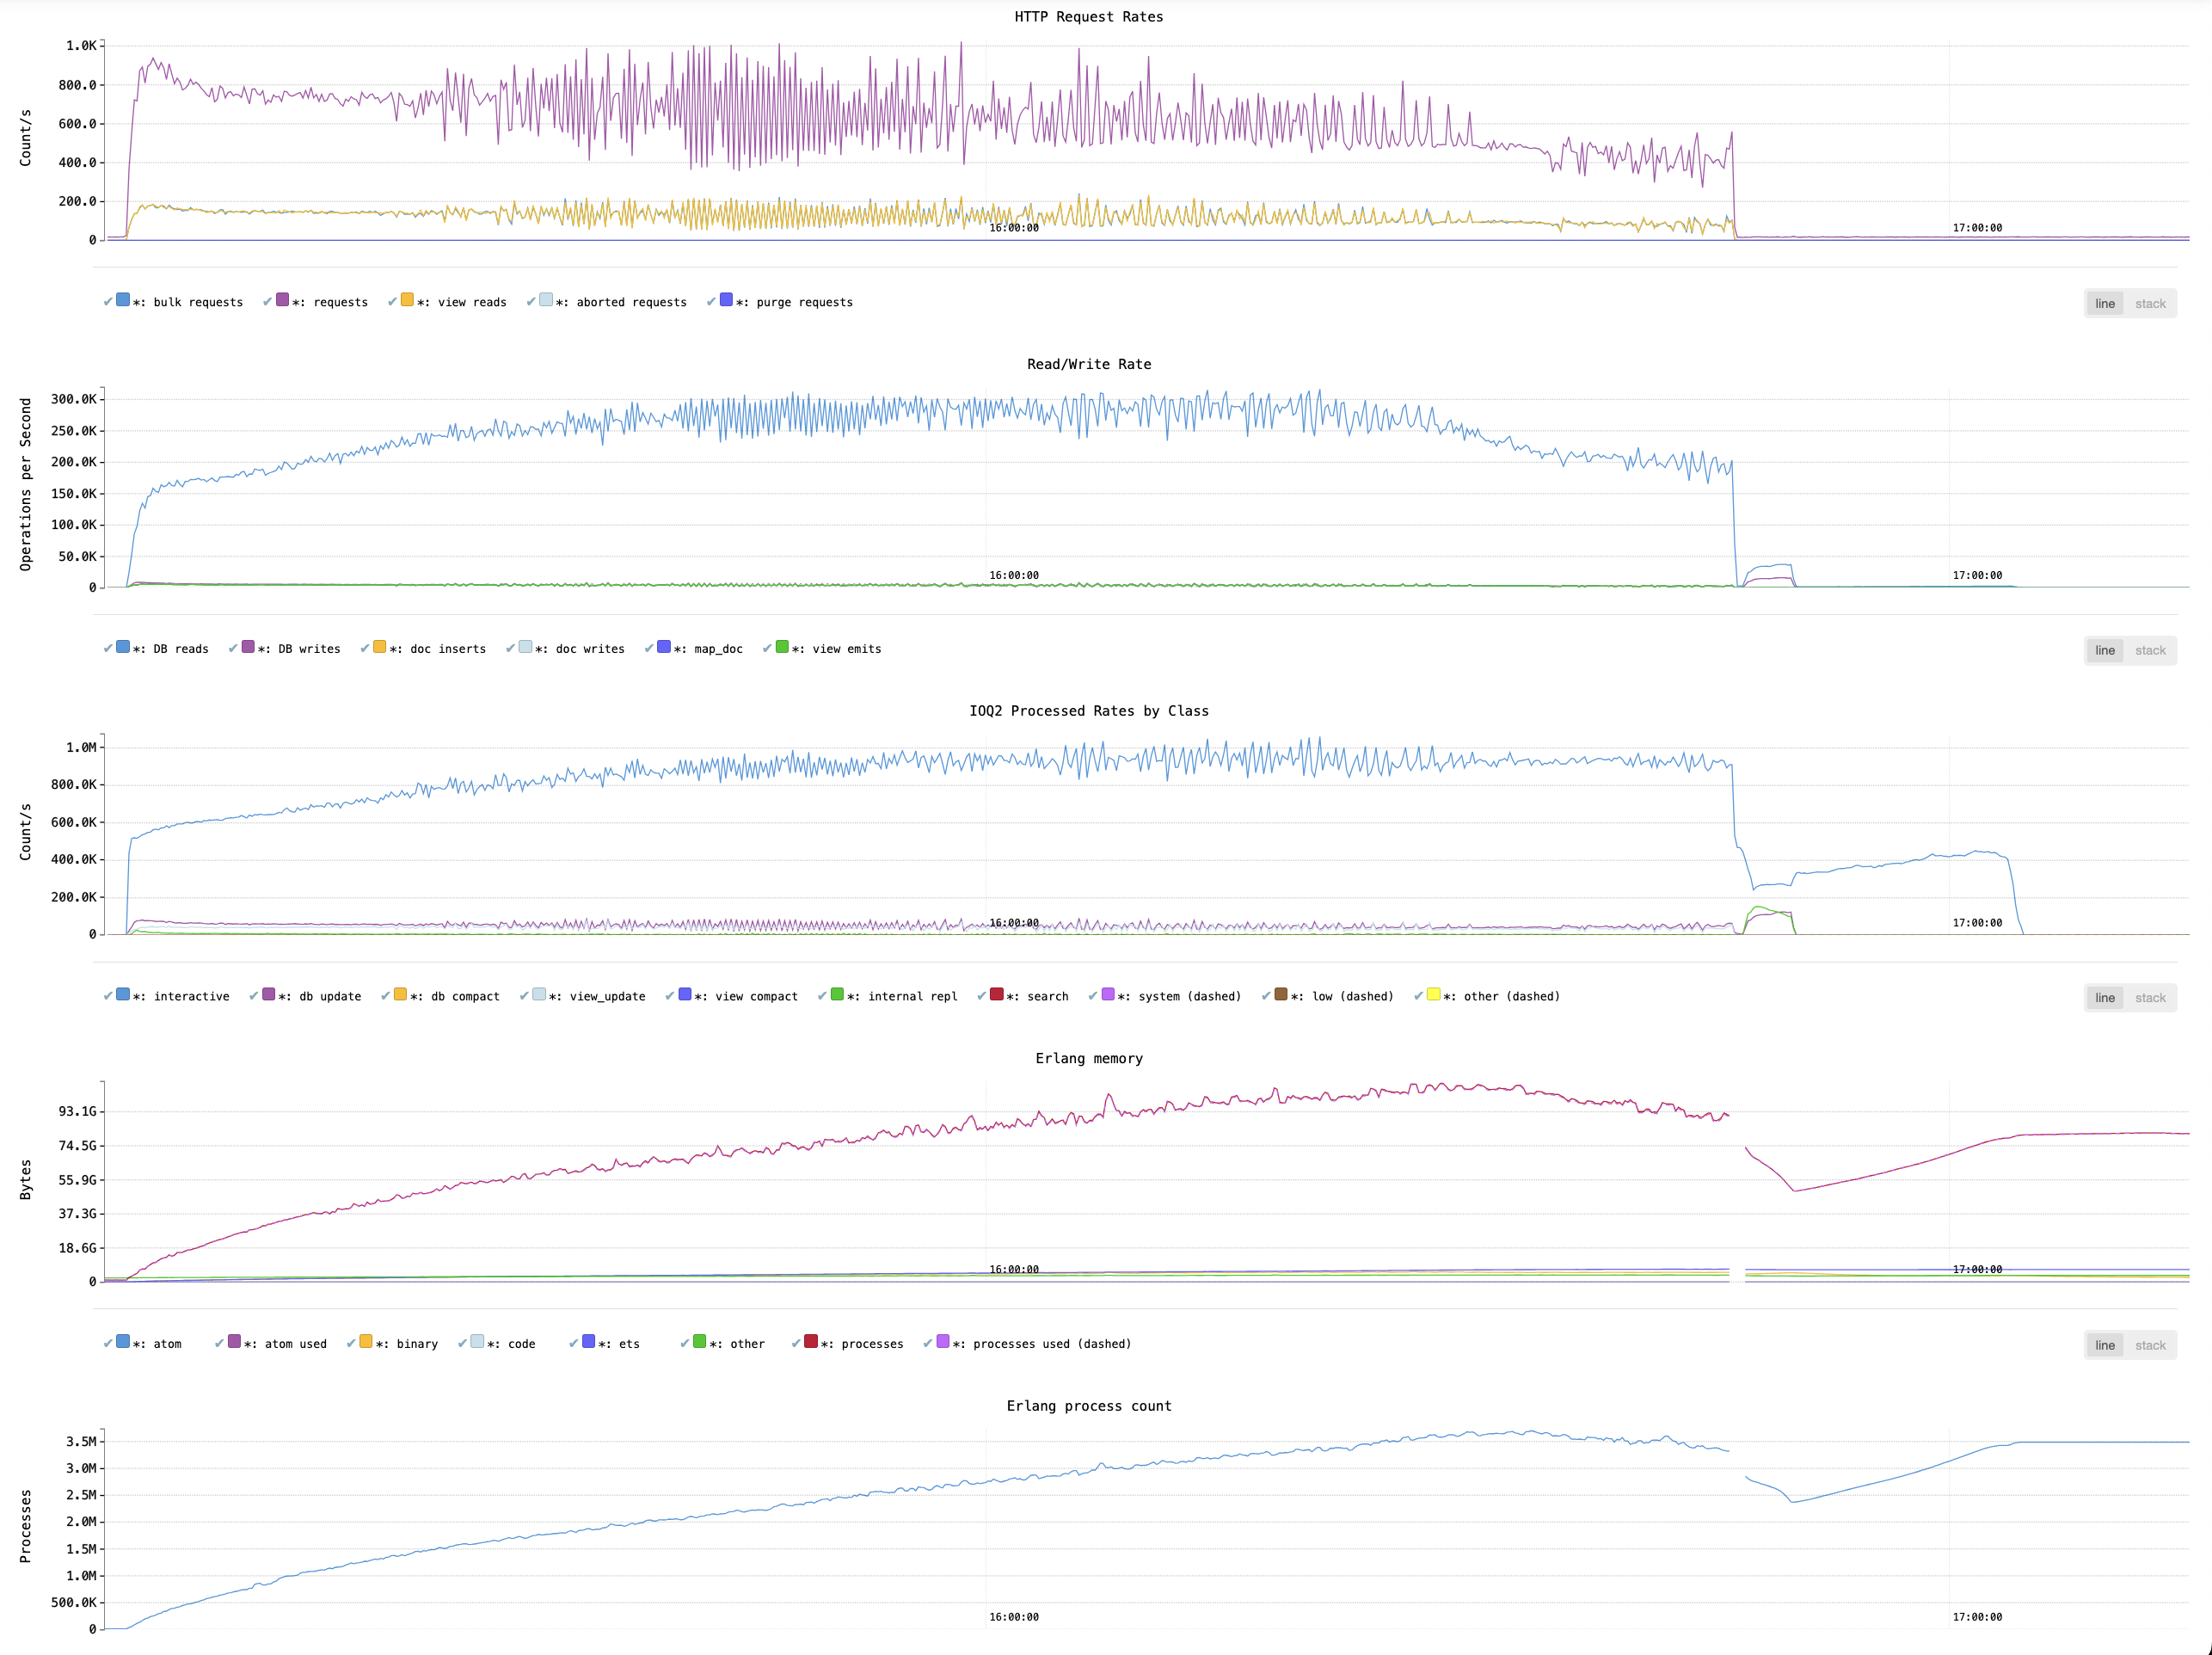 HTTP Request Rates
Count/s
1.0K
800.0
600.0
400.0
200.0
0
16:00:00
17:00:00
✔ *: bulk requests ✔ *: requests ✔ *: view reads ✔ *: aborted requests ✔ *: purge requests
line stack
Read/Write Rate
Operations per Second
300.0K
250.0K
200.0K
150.0K
100.0K
50.0K
0
16:00:00
17:00:00
✔ *: DB reads ✔ *: DB writes ✔ *: doc inserts ✔ *: doc writes ✔ *: map_doc ✔ *: view emits
line stack
IOQ2 Processed Rates by Class
Count/s
1.0M
800.0K
600.0K
400.0K
200.0K
0
16:00:00
17:00:00
✔ *: interactive ✔ *: db update ✔ *: db compact ✔ *: view_update ✔ *: view compact ✔ *: internal repl ✔ *: search ✔ *: system (dashed) ✔ *: low (dashed) ✔ *: other (dashed)
line stack
Erlang memory
Bytes
93.1G
74.5G
55.9G
37.3G
18.6G
0
16:00:00
17:00:00
✔ *: atom ✔ *: atom used ✔ *: binary ✔ *: code ✔ *: ets ✔ *: other ✔ *: processes ✔ *: processes used (dashed)
line stack
Erlang process count
Processes
3.5M
3.0M
2.5M
2.0M
1.5M
1.0M
500.0K
0
16:00:00
17:00:00